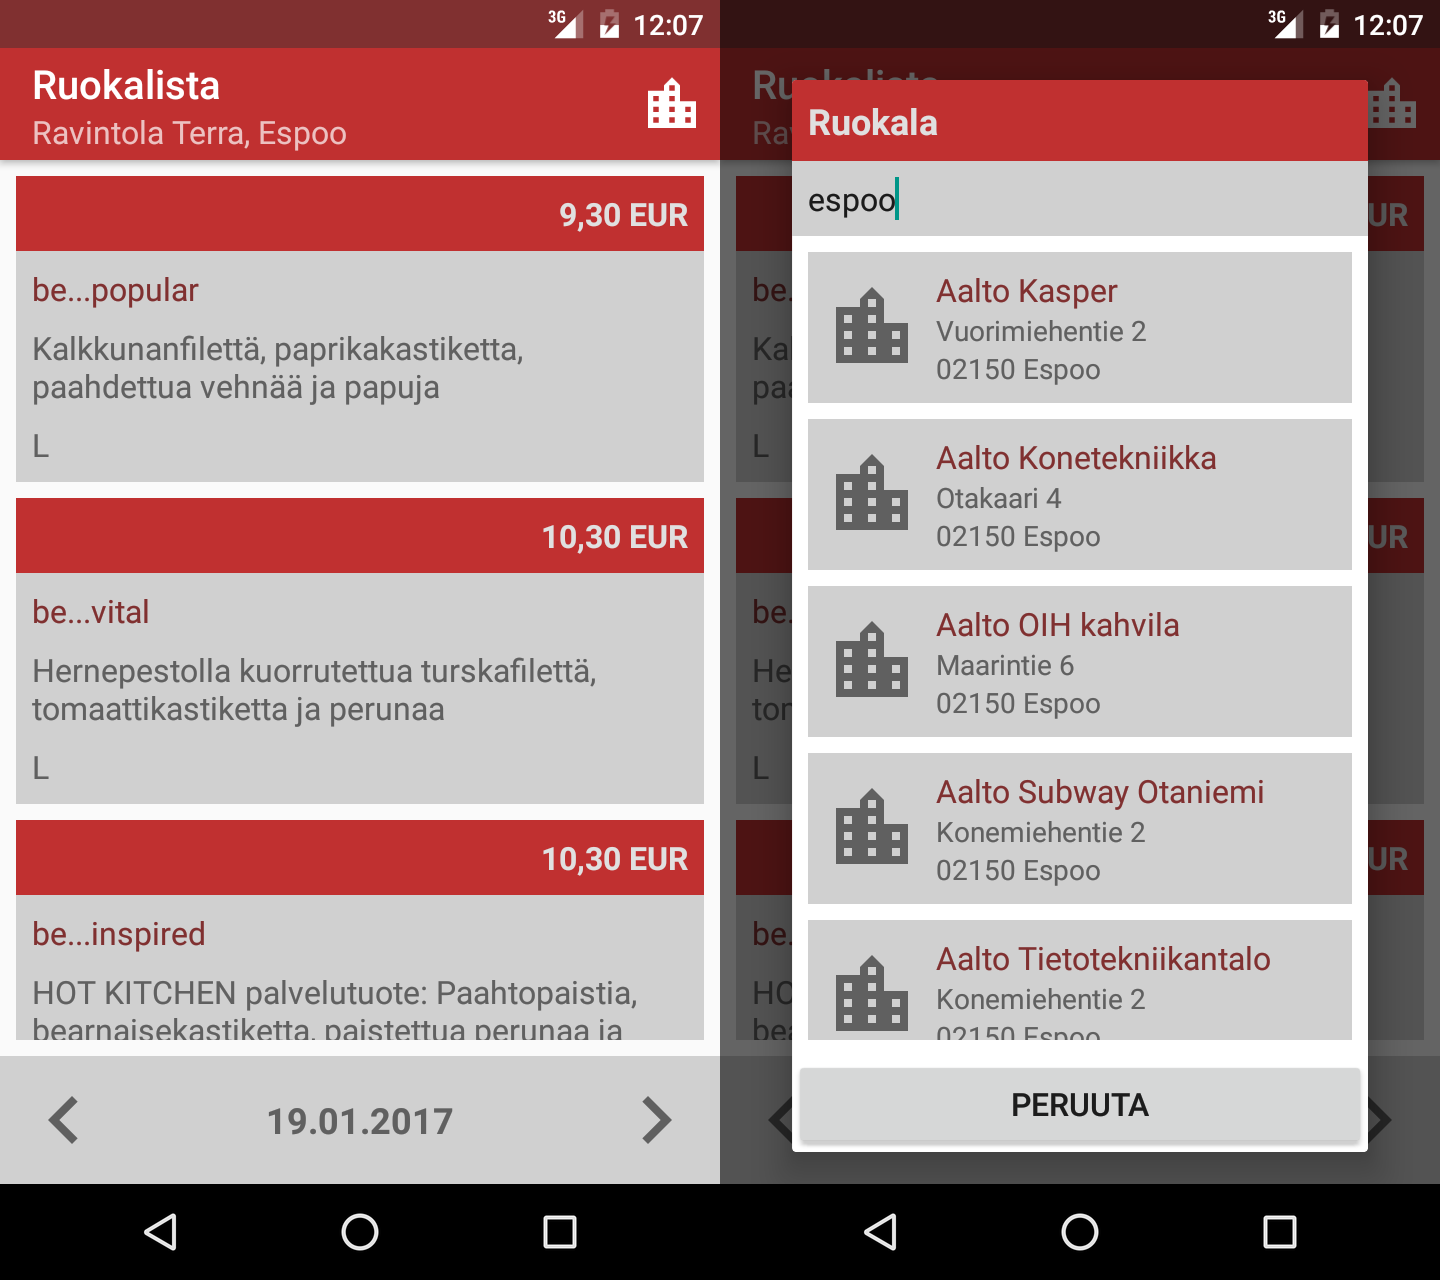 3G 12:07
Ruokalista
Ravintola Terra, Espoo
9,30 EUR
be...popular
Kalkkunanfilettä, paprikakastiketta,
paahdettua vehnää ja papuja
L
10,30 EUR
be...vital
Hernepestolla kuorrutettua turskafilettä,
tomaattikastiketta ja perunaa
L
10,30 EUR
be...inspired
HOT KITCHEN palvelutuote: Paahtopaistia,
bearnaisekastiketta, paistettua perunaa ja
19.01.2017
3G 12:07
Ruokala
espoo
Aalto Kasper
Vuorimiehentie 2
02150 Espoo
Aalto Konetekniikka
Otakaari 4
02150 Espoo
Aalto OIH kahvila
Maarintie 6
02150 Espoo
Aalto Subway Otaniemi
Konemiehentie 2
02150 Espoo
Aalto Tietotekniikantalo
Konemiehentie 2
02150 Espoo
PERUUTA